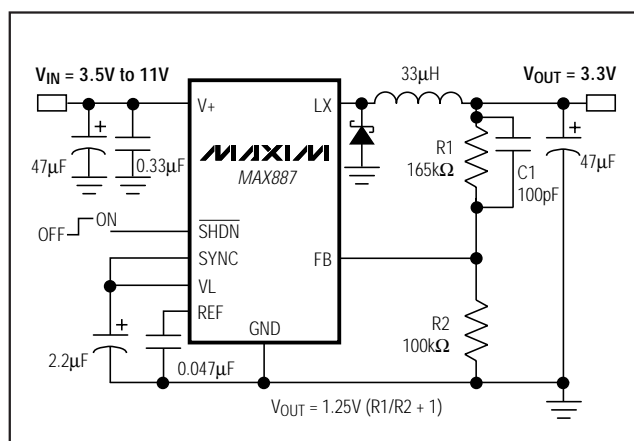 VIN = 3.5V to 11V
VOUT = 3.3V
33µH
V+
LX
47µF
+
0.33µF
MAXIM
MAX887
R1
165kΩ
C1
100pF
+
47µF
OFF
ON
SHDN
SYNC
FB
VL
REF
GND
R2
100kΩ
+
2.2µF
0.047µF
VOUT = 1.25V (R1/R2 + 1)